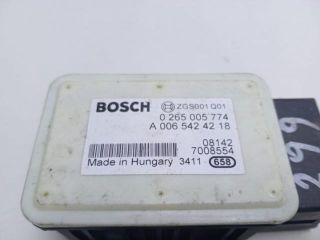 BOSCH ZGS001 Q01
0 265 005 774
A 006 542 42 18
08142
7008554
Made in Hungary 3411 658
299